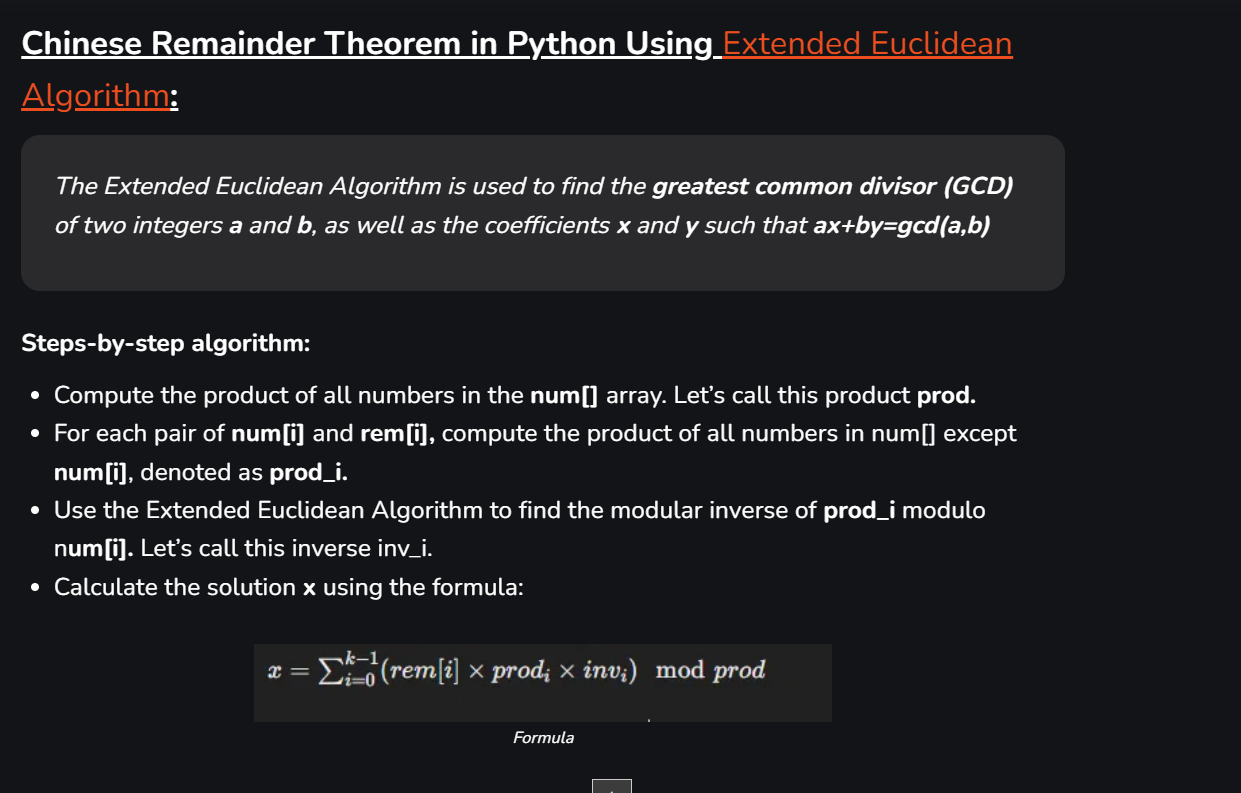 Chinese Remainder Theorem in Python Using Extended Euclidean
Algorithm:
The Extended Euclidean Algorithm is used to find the greatest common divisor (GCD)
of two integers a and b, as well as the coefficients x and y such that ax+by=gcd(a,b)
Steps-by-step algorithm:
• Compute the product of all numbers in the num[] array. Let’s call this product prod.
• For each pair of num[i] and rem[i], compute the product of all numbers in num[] except
num[i], denoted as prod_i.
• Use the Extended Euclidean Algorithm to find the modular inverse of prod_i modulo
num[i]. Let’s call this inverse inv_i.
• Calculate the solution x using the formula:
x = ∑_{i=0}^{k−1}(rem[i] × prod_i × inv_i) mod prod
Formula